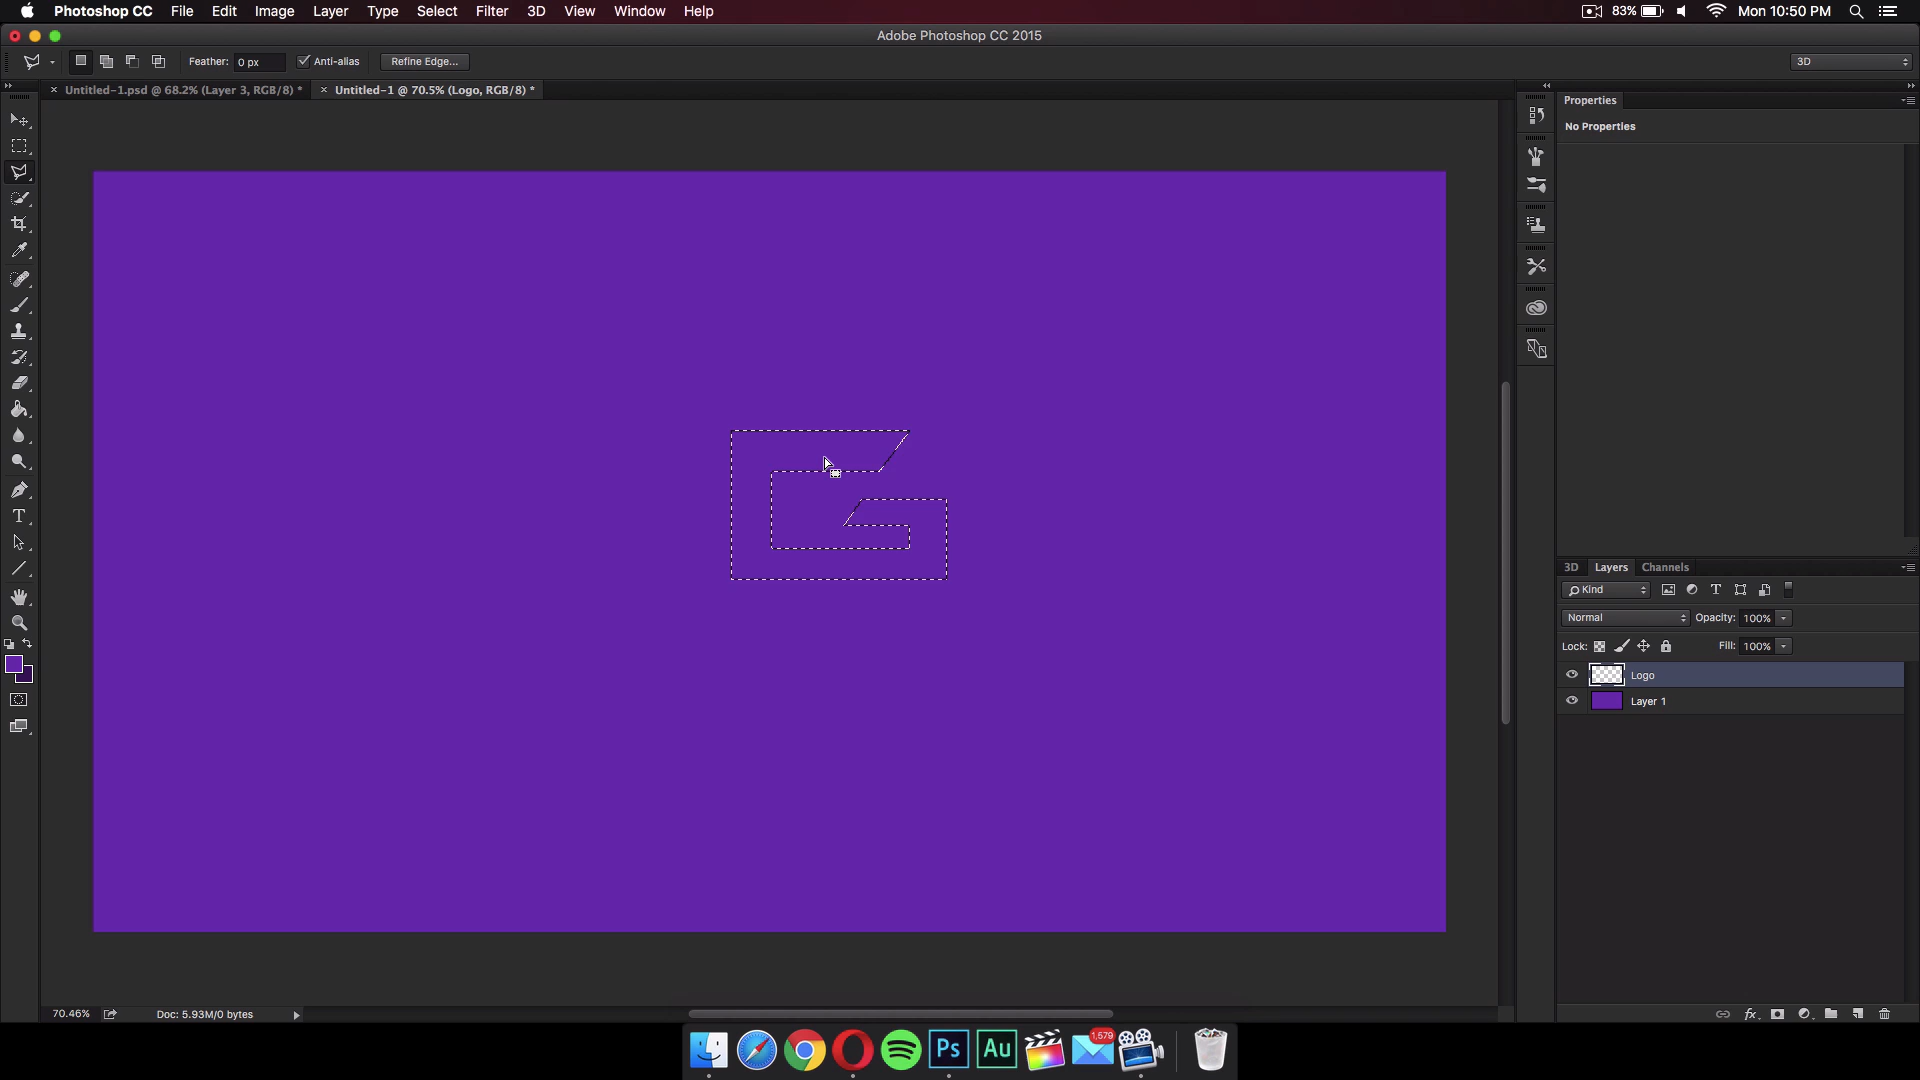 Photoshop CC File Edit Image Layer Type Select Filter 3D View Window Help 83% Mon 10:50 PM
Adobe Photoshop CC 2015
Feather: 0 px Anti-alias Refine Edge... 3D
Untitled-1.psd @ 68.2% (Layer 3, RGB/8) * Untitled-1 @ 70.5% (Logo, RGB/8) *
Properties
No Properties
3D Layers Channels
Kind
Normal Opacity: 100%
Lock: Fill: 100%
Logo
Layer 1
T
fx
70.46% Doc: 5.93M/0 bytes
Ps Au 1,579